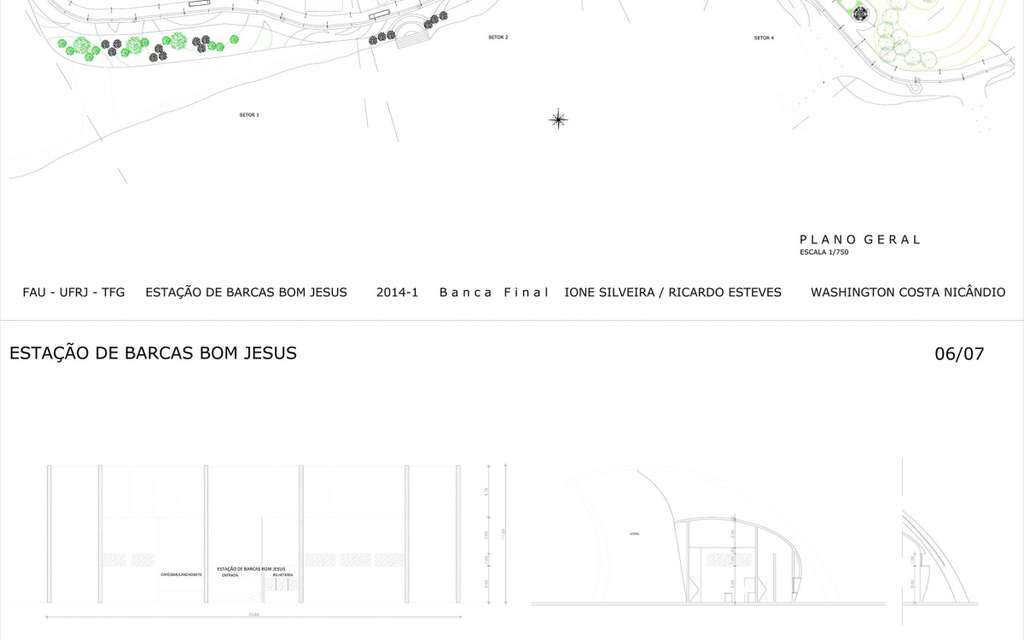 SETOR 2
SETOR 4
SETOR 1
PLANO GERAL
ESCALA 1/750
FAU - UFRJ - TFG ESTAÇÃO DE BARCAS BOM JESUS 2014-1 Banca Final IONE SILVEIRA / RICARDO ESTEVES WASHINGTON COSTA NICÂNDIO
ESTAÇÃO DE BARCAS BOM JESUS 06/07
ESTAÇÃO DE BARCAS BOM JESUS
ENTRADA
BILHETERIA